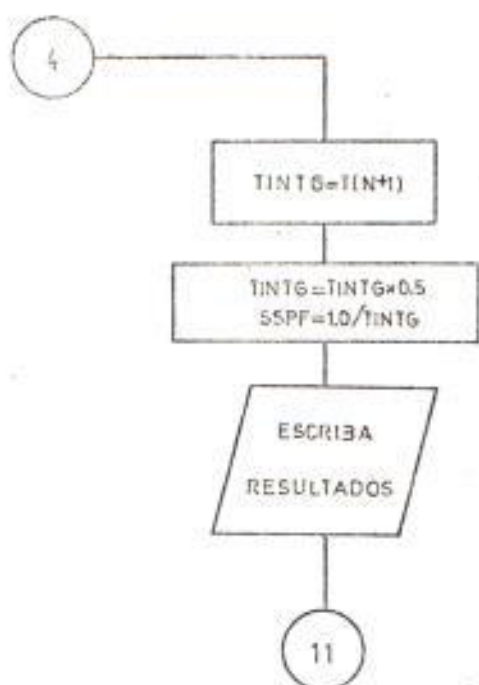 4
TINTG=T(N+1)
TINTG=TINTG*0.5
SSPF=1.0/TINTG
ESCRIBA
RESULTADOS
11